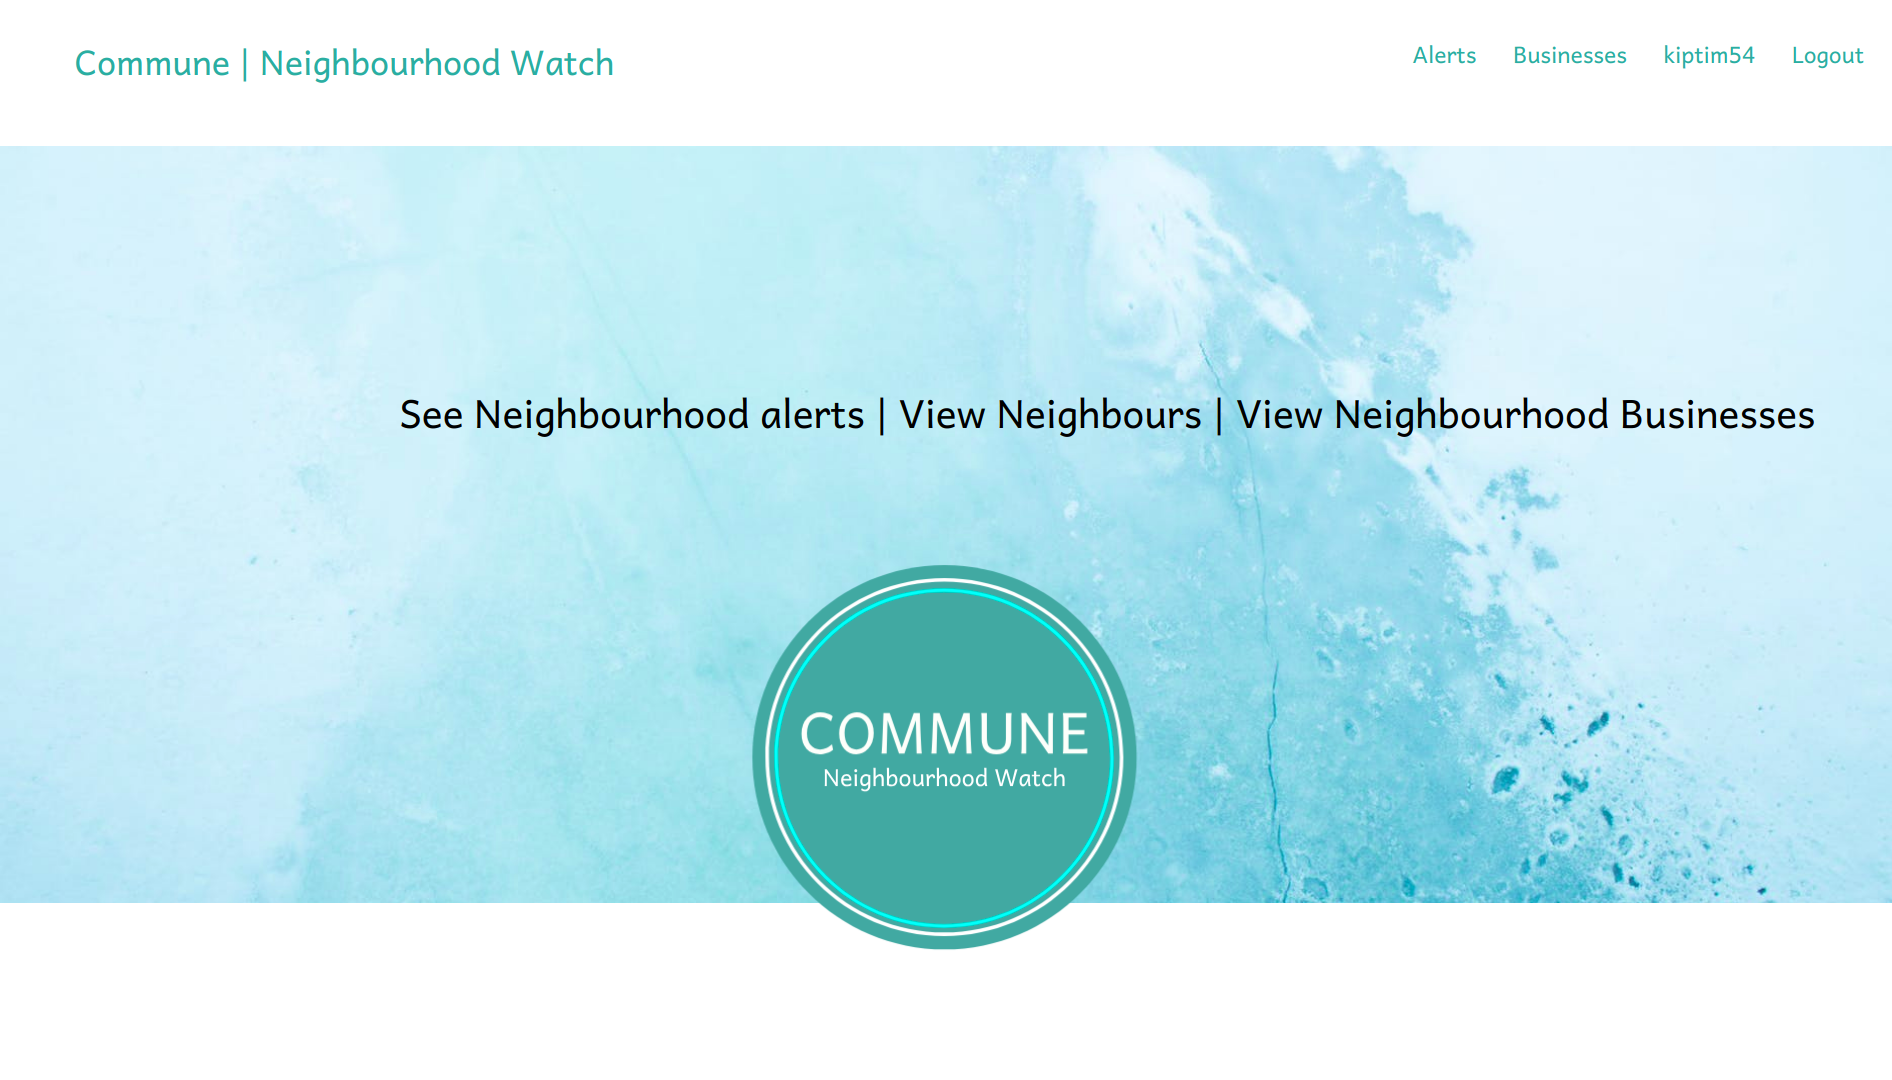 Commune | Neighbourhood Watch
Alerts Businesses kiptim54 Logout
See Neighbourhood alerts | View Neighbours | View Neighbourhood Businesses
COMMUNE
Neighbourhood Watch